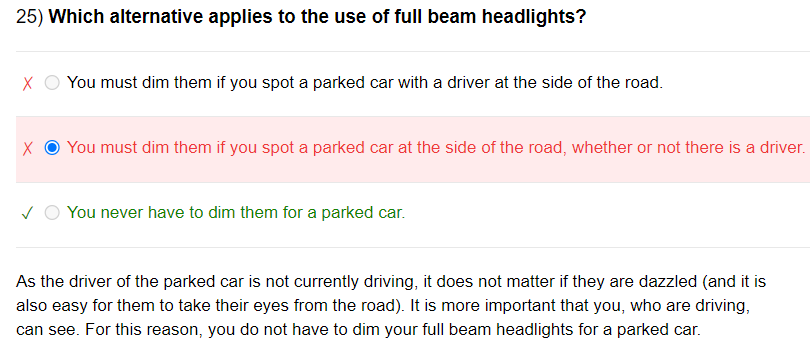 25) Which alternative applies to the use of full beam headlights?
✗ You must dim them if you spot a parked car with a driver at the side of the road.
✗ You must dim them if you spot a parked car at the side of the road, whether or not there is a driver.
✓ You never have to dim them for a parked car.
As the driver of the parked car is not currently driving, it does not matter if they are dazzled (and it is
also easy for them to take their eyes from the road). It is more important that you, who are driving,
can see. For this reason, you do not have to dim your full beam headlights for a parked car.